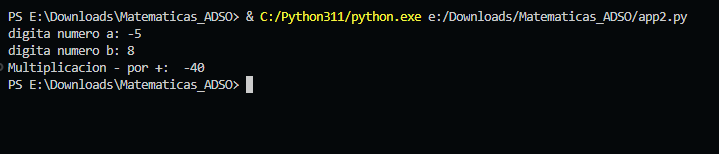 PS E:\Downloads\Matematicas_ADSO> & C:/Python311/python.exe e:/Downloads/Matematicas_ADSO/app2.py
digita numero a: -5
digita numero b: 8
Multiplicacion - por +:  -40
PS E:\Downloads\Matematicas_ADSO>